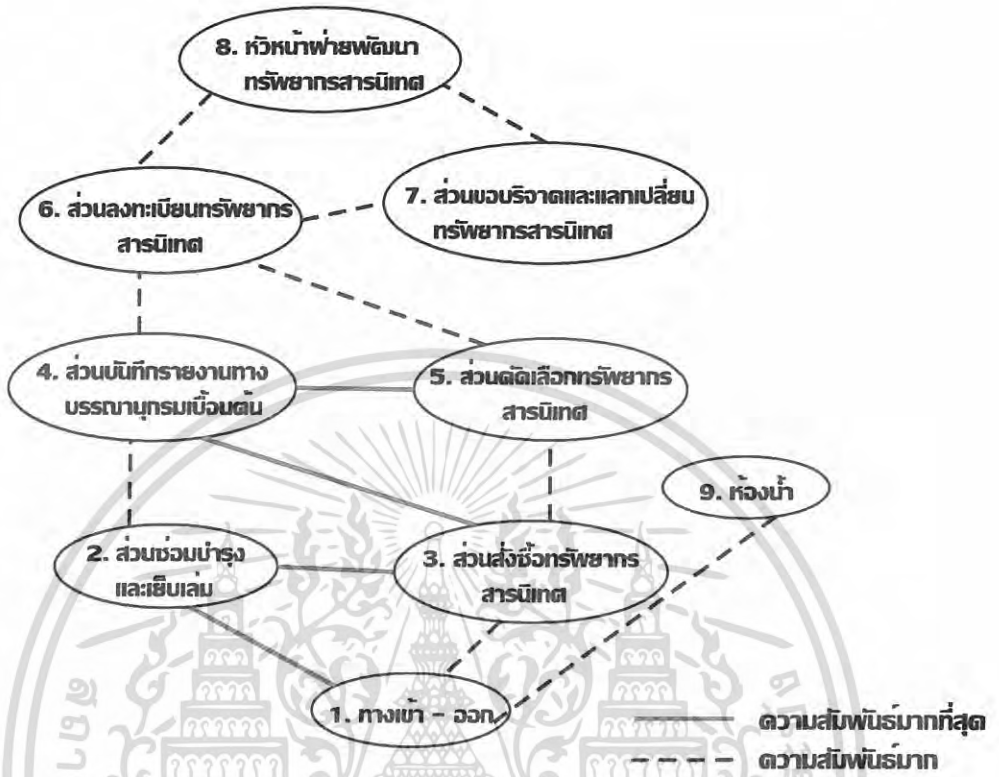 8. หัวหน้าฝ่ายพัฒนา
ทรัพยากรสารนิเทศ
6. ส่วนลงทะเบียนทรัพยากร
สารนิเทศ
7. ส่วนขอบริจาคและแลกเปลี่ยน
ทรัพยากรสารนิเทศ
4. ส่วนบันทึกรายงานทาง
บรรณานุกรมเบื้อนต้น
5. ส่วนคัดเลือกทรัพยากร
สารนิเทศ
9. ห้องน้ำ
2. ส่วนซ่อมบำรุง
และเย็บเล่ม
3. ส่วนสั่งซื้อทรัพยากร
สารนิเทศ
1. ทางเข้า - ออก
ความสัมพันธ์มากที่สุด
ความสัมพันธ์มาก